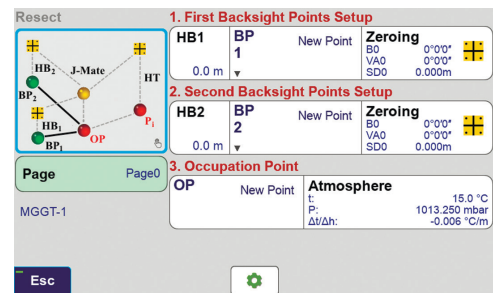 Resect
HB2
J-Mate
HT
BP2
HB1
Pi
OP
BP1
Page Page0
MGGT-1
Esc
1. First Backsight Points Setup
HB1 BP 1 New Point
0.0 m
Zeroing
B0 0°0'0"
VA0 0°0'0"
SD0 0.000m
2. Second Backsight Points Setup
HB2 BP 2 New Point
0.0 m
Zeroing
B0 0°0'0"
VA0 0°0'0"
SD0 0.000m
3. Occupation Point
OP New Point
Atmosphere
t: 15.0 °C
P: 1013.250 mbar
Δt/Δh: -0.006 °C/m